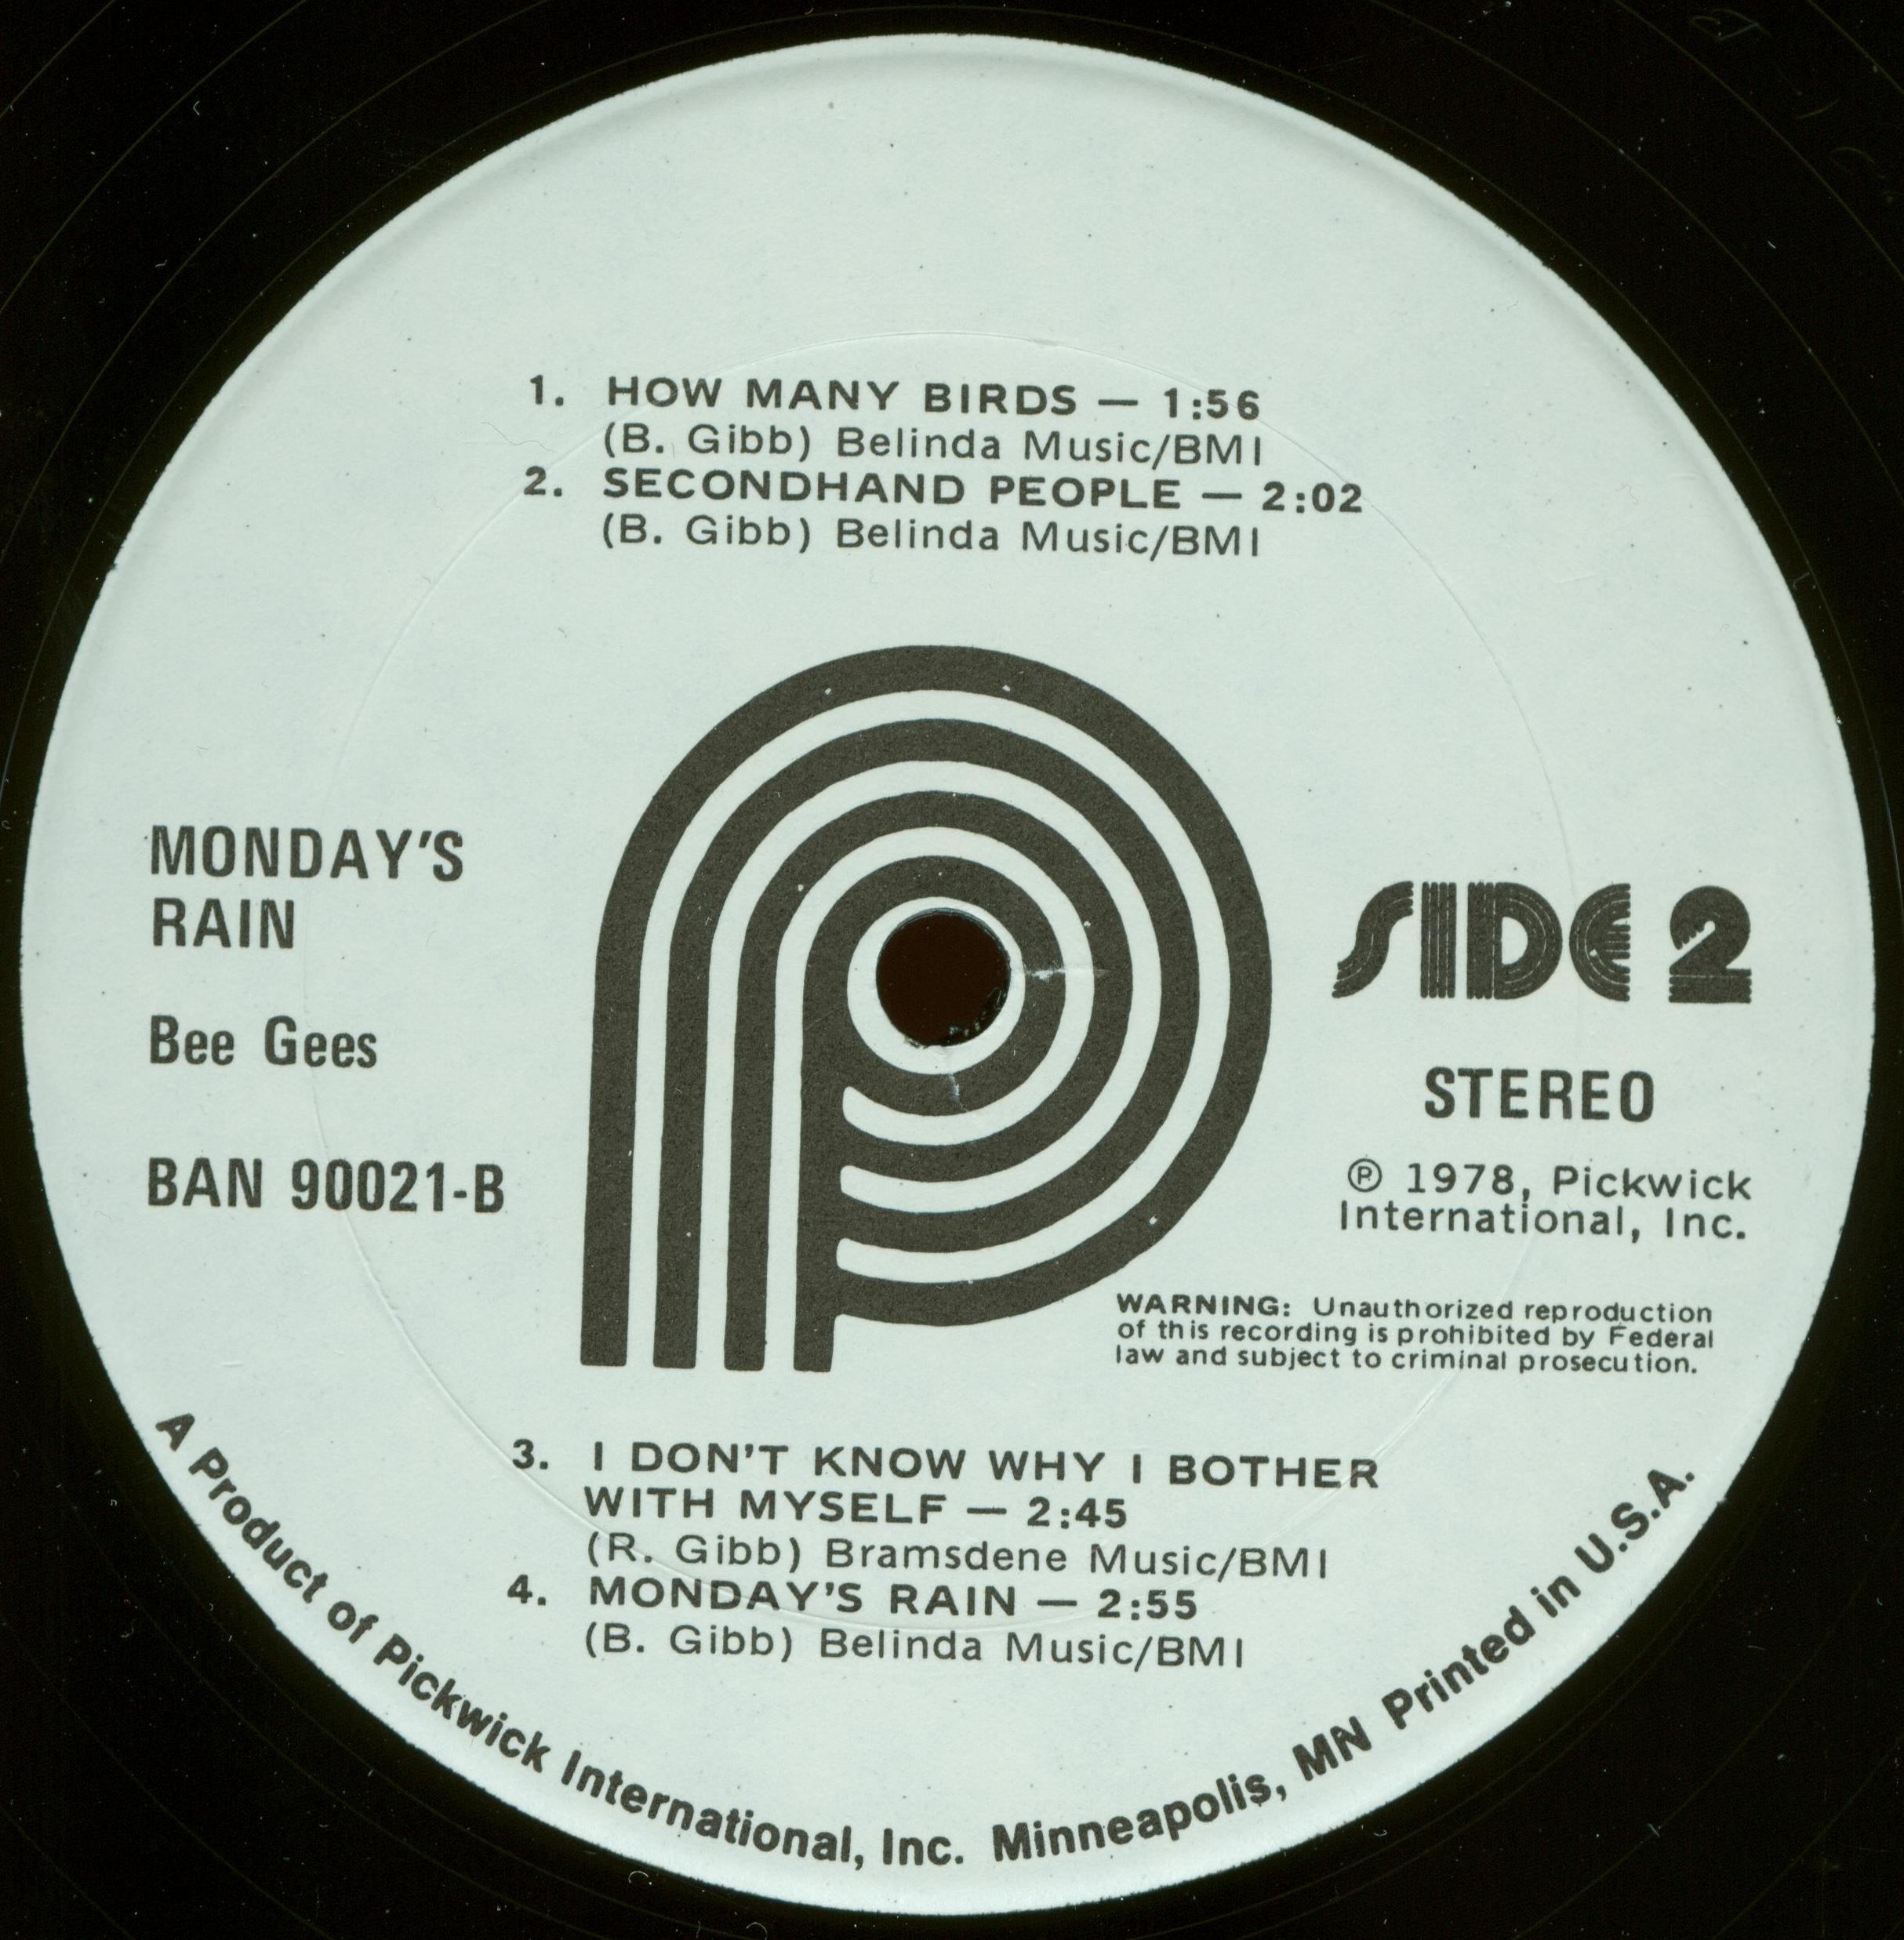 1. HOW MANY BIRDS — 1:56
(B. Gibb) Belinda Music/BMI
2. SECONDHAND PEOPLE — 2:02
(B. Gibb) Belinda Music/BMI
MONDAY'S
RAIN
Bee Gees
BAN 90021-B
SIDE 2
STEREO
℗ 1978, Pickwick
International, Inc.
WARNING: Unauthorized reproduction
of this recording is prohibited by Federal
law and subject to criminal prosecution.
3. I DON'T KNOW WHY I BOTHER
WITH MYSELF — 2:45
(R. Gibb) Bramsdene Music/BMI
4. MONDAY'S RAIN — 2:55
(B. Gibb) Belinda Music/BMI
A Product of Pickwick International, Inc. Minneapolis, MN Printed in U.S.A.